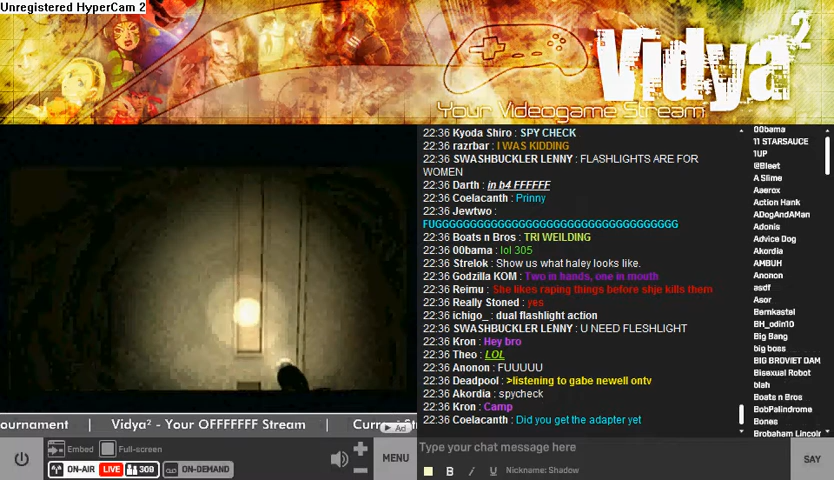 Unregistered HyperCam 2
Vidya²
Your Videogame Stream
22:36 Kyoda Shiro : SPY CHECK
22:36 razrbar : I WAS KIDDING
22:36 SWASHBUCKLER LENNY : FLASHLIGHTS ARE FOR
WOMEN
22:36 Darth : in b4 FFFFFF
22:36 Coelacanth : Prinny
22:36 Jewtwo :
FUGGGGGGGGGGGGGGGGGGGGGGGGGGGGGGGGGG
22:36 Boats n Bros : TRI WEILDING
22:36 00bama : lol 305
22:36 Strelok : Show us what haley looks like.
22:36 Godzilla KOM : Two in hands, one in mouth
22:36 Reimu : She likes raping things before shje kills them
22:36 Really Stoned : yes
22:36 ichigo_ : dual flashlight action
22:36 SWASHBUCKLER LENNY : U NEED FLESHLIGHT
22:36 Kron : Hey bro
22:36 Theo : LOL
22:36 Anonon : FUUUUU
22:36 Deadpool : >listening to gabe newell ontv
22:36 Akordia : spycheck
22:36 Kron : Camp
22:36 Coelacanth : Did you get the adapter yet
00bama
11 STARSAUCE
1UP
@Bleet
A Slime
Aaerox
Action Hank
ADogAndAMan
Adonis
Advice Dog
Akordia
AMBUH
Anonon
asdf
Asor
Bernkastel
BH_odin10
Big Bang
big boss
BIG BROVIET DAM
Bisexual Robot
blah
Boats n Bros
BobPalindrome
Bones
Brobaham Lincoln
ournament | Vidya² - Your OFFFFFFF Stream | Curr
Ad
Embed
Full-screen
ON-AIR LIVE 309 ON-DEMAND
MENU
Type your chat message here
B I U Nickname: Shadow
SAY